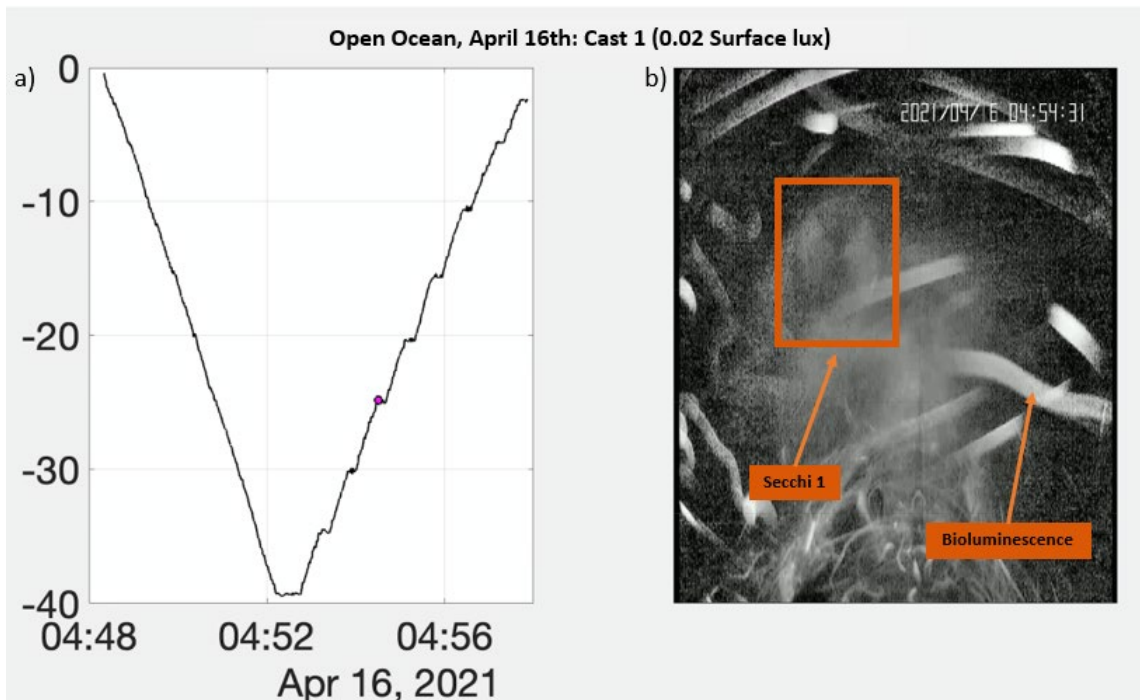 Open Ocean, April 16th: Cast 1 (0.02 Surface lux)
a)
0
-10
-20
-30
-40
04:48 04:52 04:56
Apr 16, 2021
b)
2021/04/ 6 04:54:31
Secchi 1
Bioluminescence